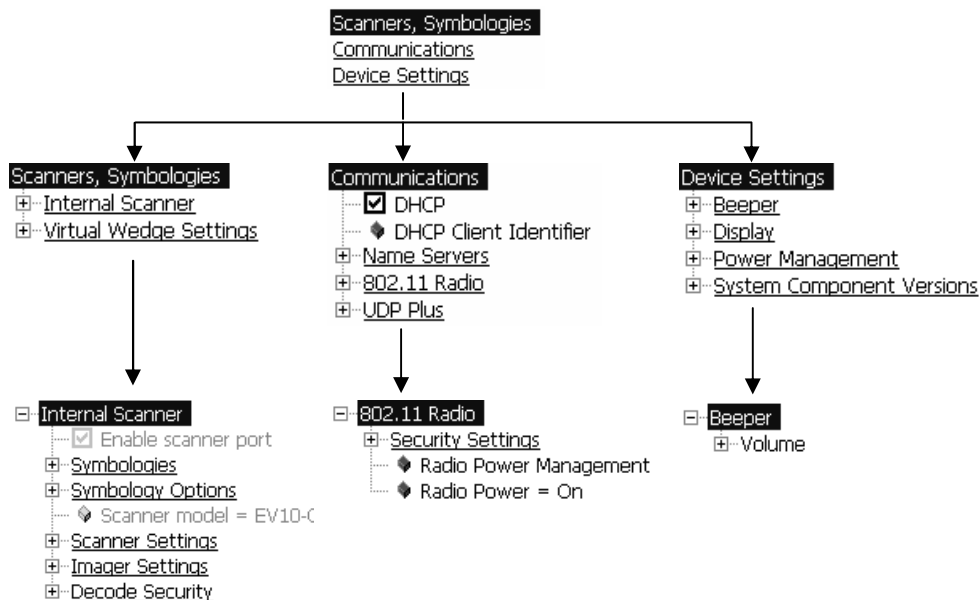 Scanners, Symbologies
Communications
Device Settings
Scanners, Symbologies
Internal Scanner
Virtual Wedge Settings
Communications
DHCP
DHCP Client Identifier
Name Servers
802.11 Radio
UDP Plus
Device Settings
Beeper
Display
Power Management
System Component Versions
Internal Scanner
Enable scanner port
Symbologies
Symbology Options
Scanner model = EV10-
Scanner Settings
Imager Settings
Decode Security
802.11 Radio
Security Settings
Radio Power Management
Radio Power = On
Beeper
Volume